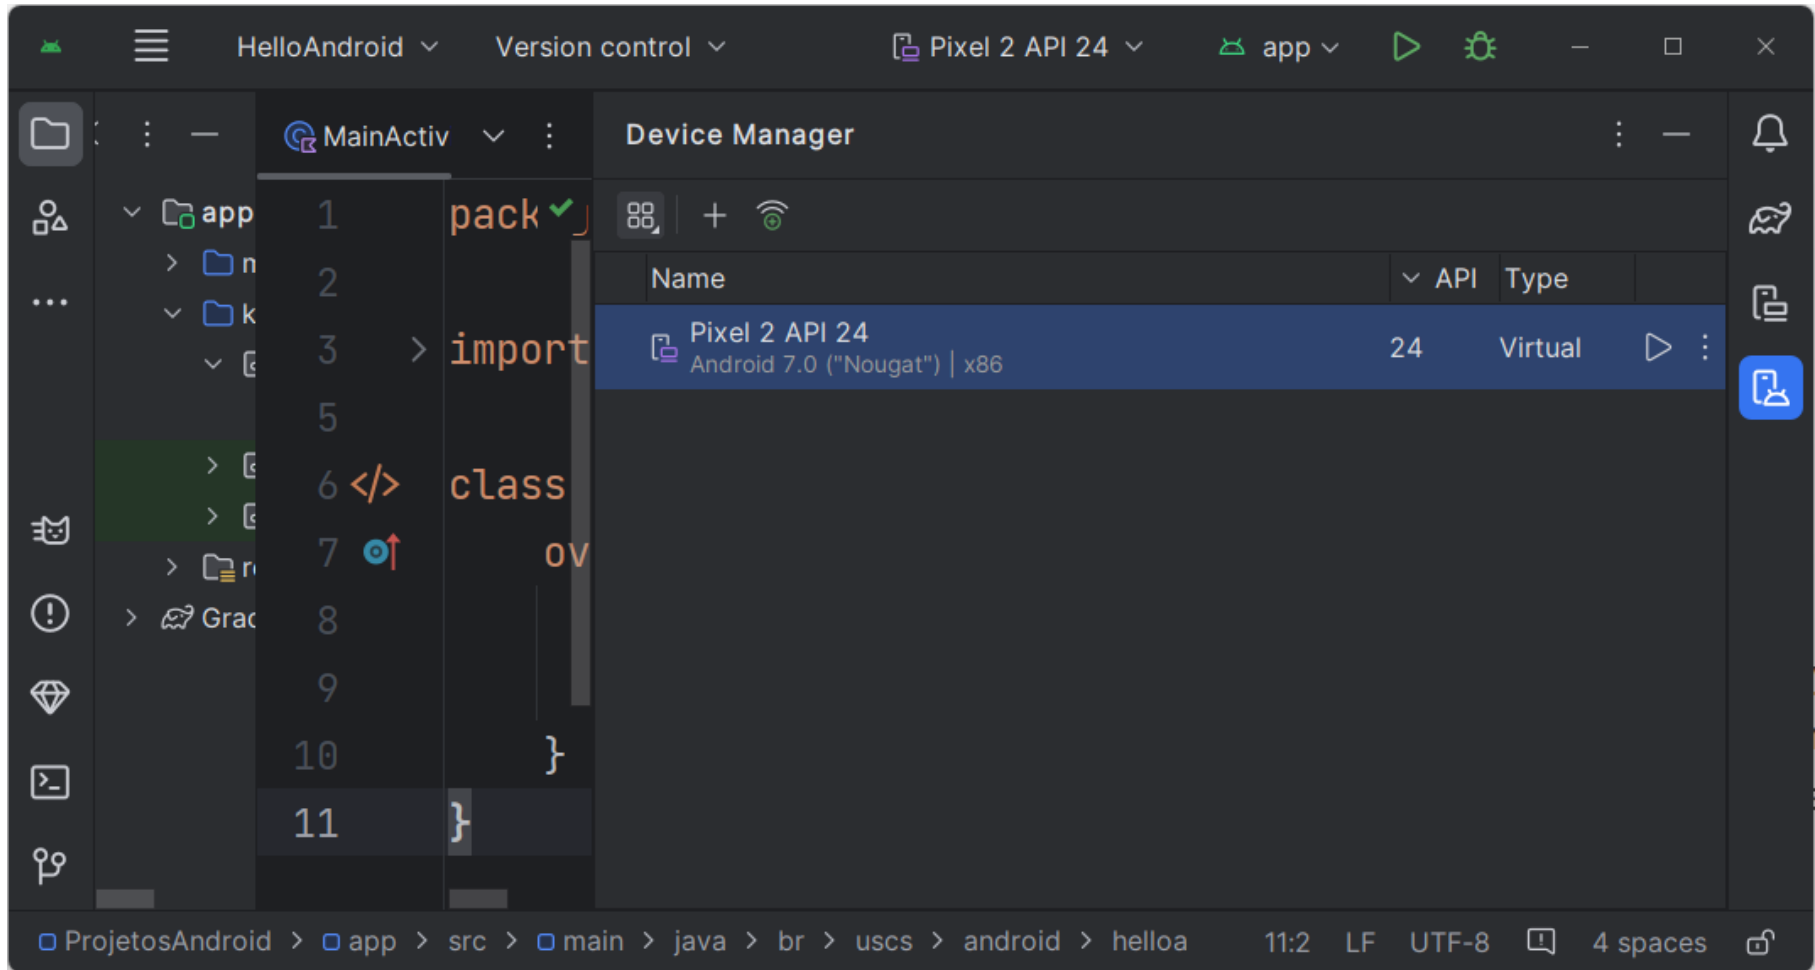 HelloAndroid Version control Pixel 2 API 24 app
MainActiv
Device Manager
app
m
k
Grad
1 pack
2
3 import
5
6 </> class
7 ov
8
9
10 }
11 }
Name API Type
Pixel 2 API 24
Android 7.0 ("Nougat") | x86
24 Virtual
ProjetosAndroid > app > src > main > java > br > uscs > android > helloa 11:2 LF UTF-8 4 spaces